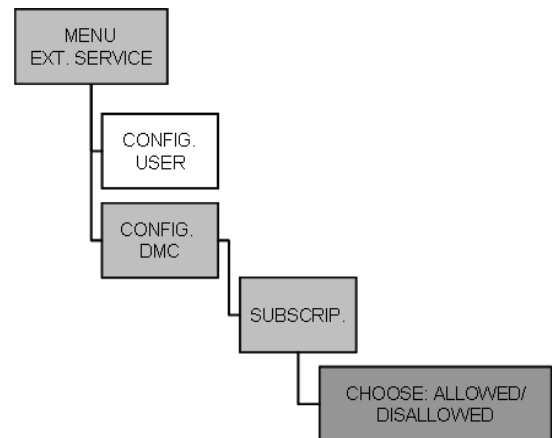 MENU
EXT. SERVICE
CONFIG.
USER
CONFIG.
DMC
SUBSCRIP.
CHOOSE: ALLOWED/
DISALLOWED